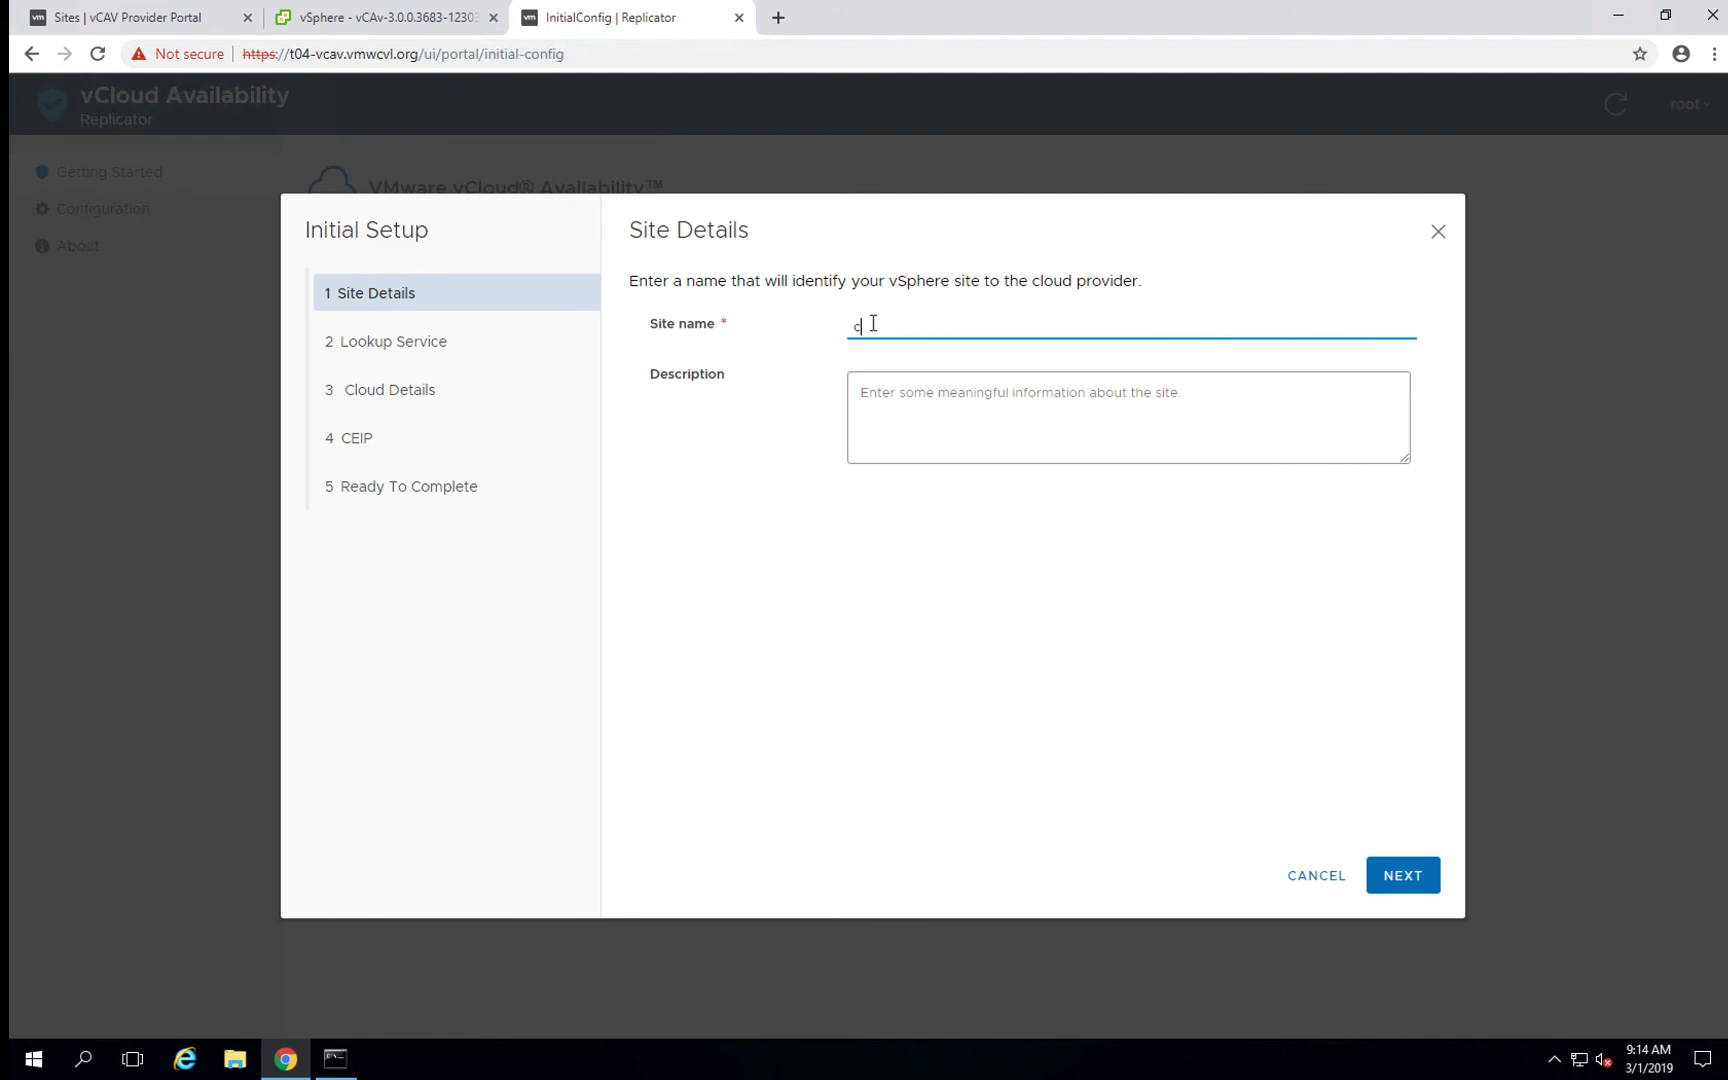 Sites | vCAV Provider Portal
vSphere - vCAv-3.0.0.3683-12303
InitialConfig | Replicator
Not secure
https://t04-vcav.vmwcvl.org/ui/portal/initial-config
vCloud Availability
Replicator
root
Getting Started
Configuration
About
VMware vCloud® Availability™
Initial Setup
1 Site Details
2 Lookup Service
3 Cloud Details
4 CEIP
5 Ready To Complete
Site Details
Enter a name that will identify your vSphere site to the cloud provider.
Site name *
c
Description
Enter some meaningful information about the site.
CANCEL
NEXT
9:14 AM
3/1/2019